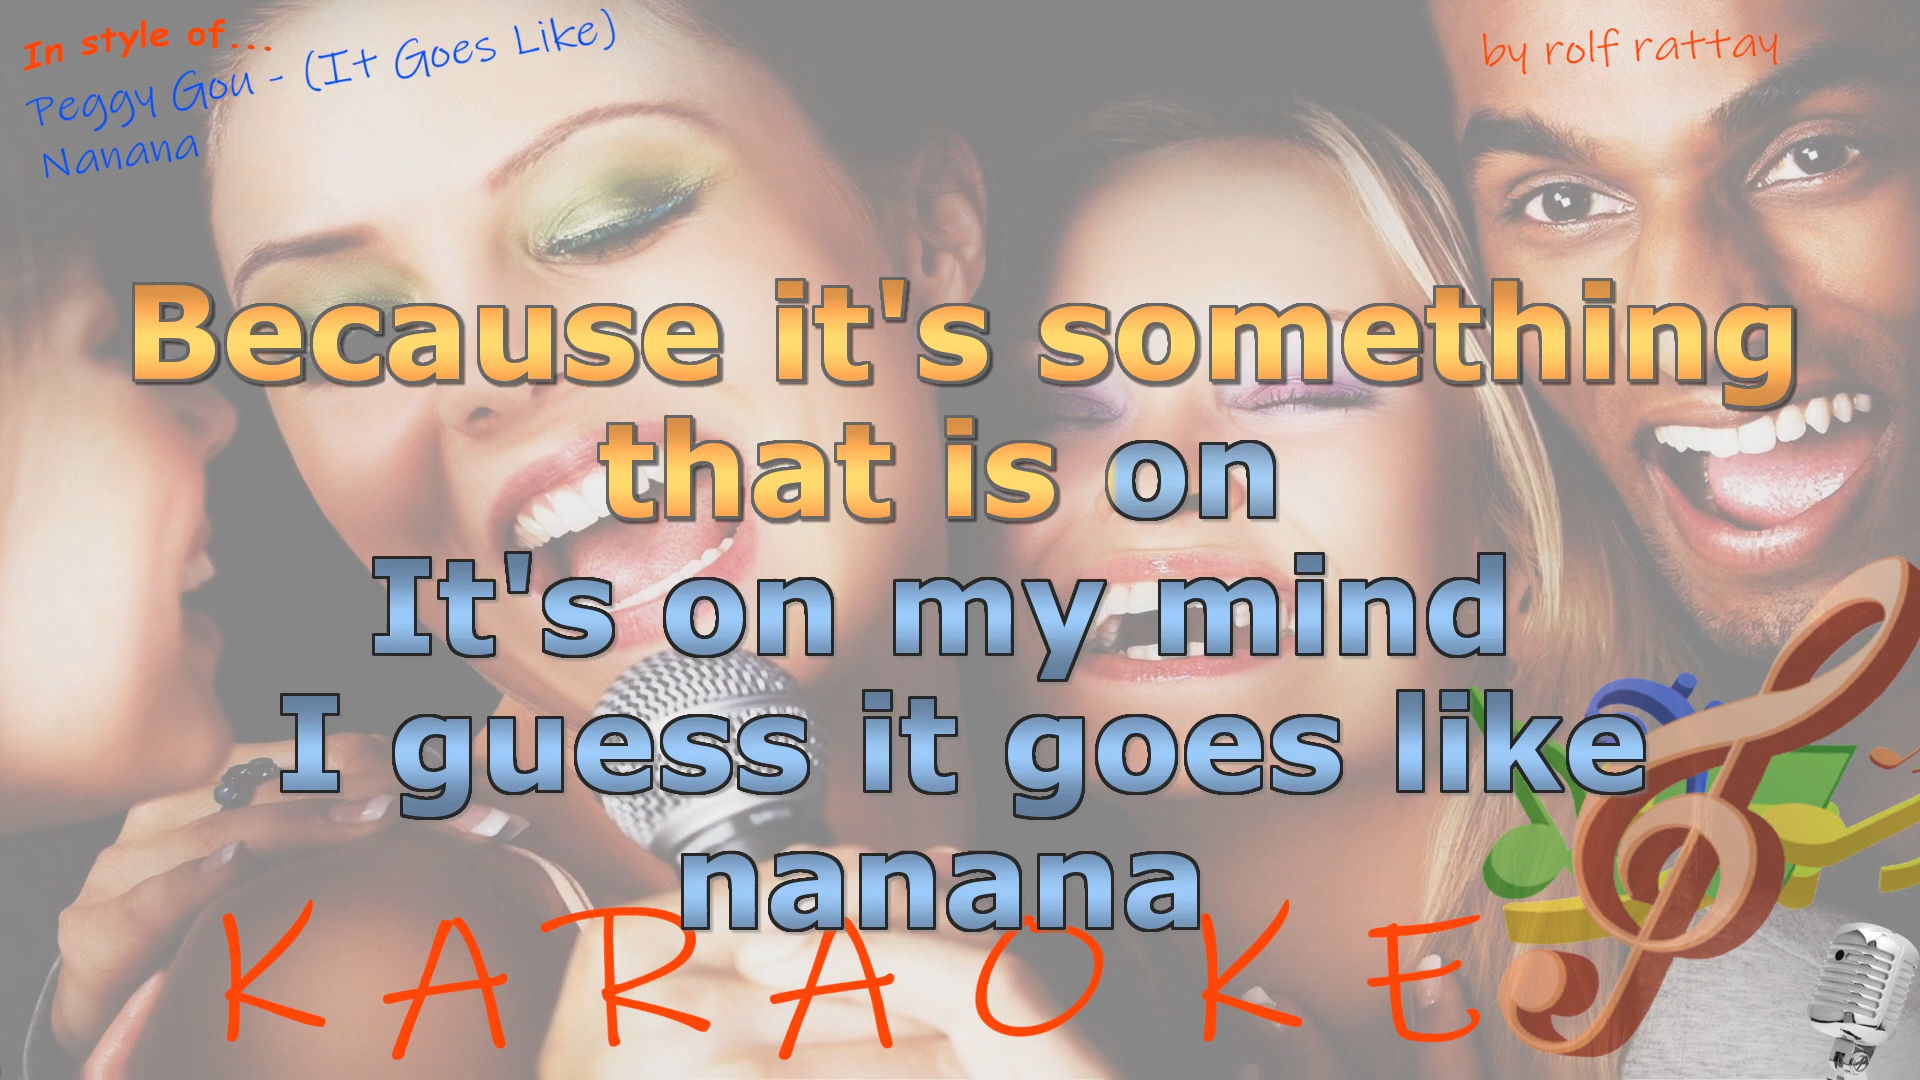 In style of...
Peggy Gou - (It Goes Like)
Nanana
by rolf rattay
Because it's something
that is on
It's on my mind
I guess it goes like
nanana
KARAOKE